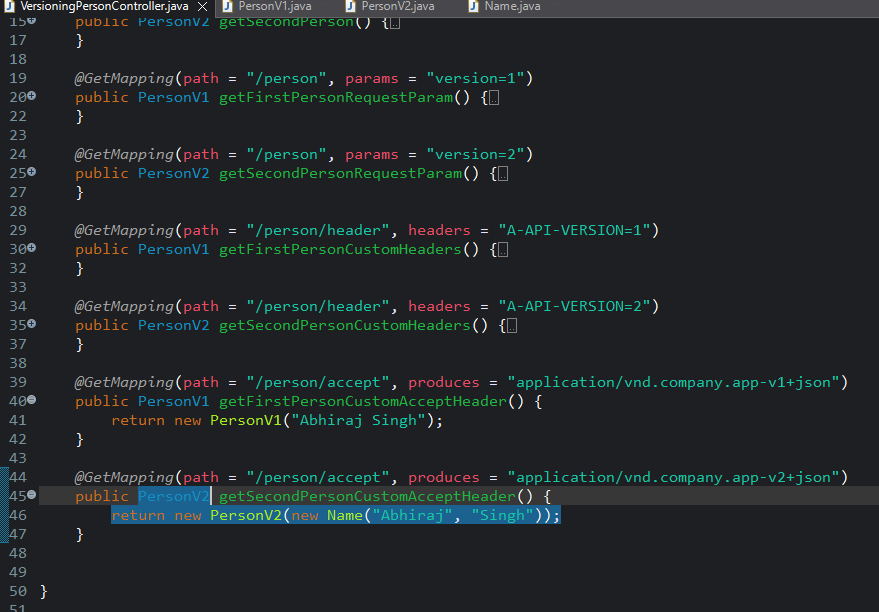 VersioningPersonController.java PersonV1.java PersonV2.java Name.java
15 public PersonV2 getSecondPerson() {
17 }
18
19 @GetMapping(path = "/person", params = "version=1")
20 public PersonV1 getFirstPersonRequestParam() {
22 }
23
24 @GetMapping(path = "/person", params = "version=2")
25 public PersonV2 getSecondPersonRequestParam() {
27 }
28
29 @GetMapping(path = "/person/header", headers = "A-API-VERSION=1")
30 public PersonV1 getFirstPersonCustomHeaders() {
32 }
33
34 @GetMapping(path = "/person/header", headers = "A-API-VERSION=2")
35 public PersonV2 getSecondPersonCustomHeaders() {
37 }
38
39 @GetMapping(path = "/person/accept", produces = "application/vnd.company.app-v1+json")
40 public PersonV1 getFirstPersonCustomAcceptHeader() {
41 return new PersonV1("Abhiraj Singh");
42 }
43
44 @GetMapping(path = "/person/accept", produces = "application/vnd.company.app-v2+json")
45 public PersonV2 getSecondPersonCustomAcceptHeader() {
46 return new PersonV2(new Name("Abhiraj", "Singh"));
47 }
48
49
50 }
51